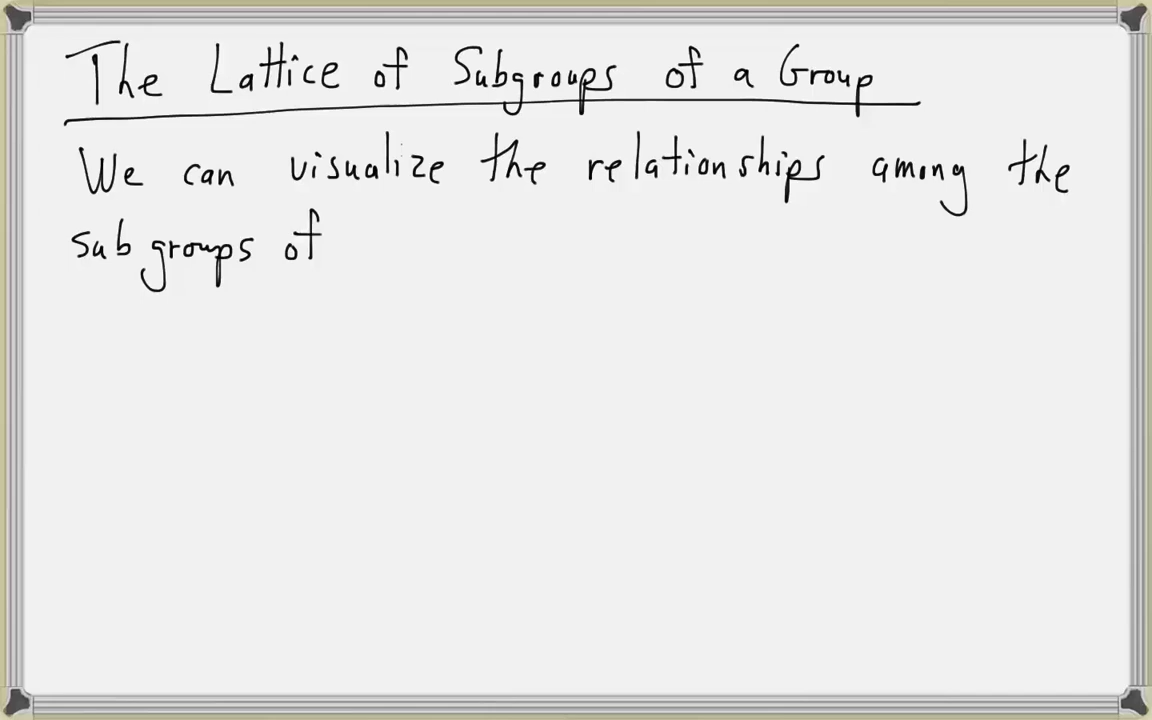 The Lattice of Subgroups of a Group
We can visualize the relationships among the
subgroups of